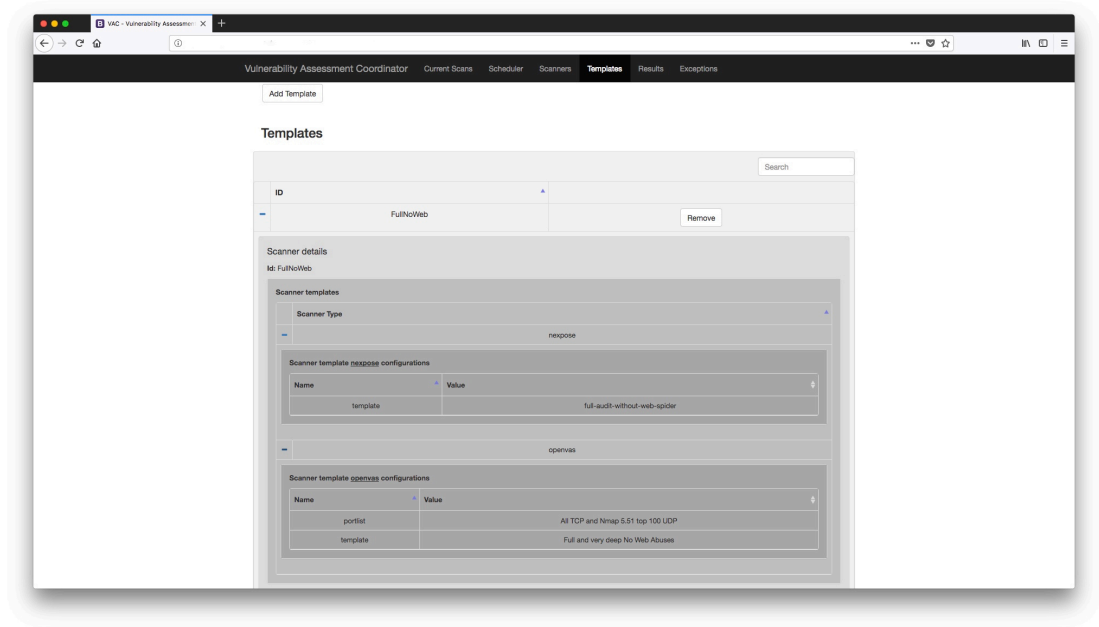 VAC - Vulnerability Assessmen
Vulnerability Assessment Coordinator Current Scans Scheduler Scanners Templates Results Exceptions
Add Template
Templates
Search
ID
FullNoWeb Remove
Scanner details
Id: FullNoWeb
Scanner templates
Scanner Type
nexpose
Scanner template nexpose configurations
Name Value
template full-audit-without-web-spider
openvas
Scanner template openvas configurations
Name Value
portlist All TCP and Nmap 5.51 top 100 UDP
template Full and very deep No Web Abuses